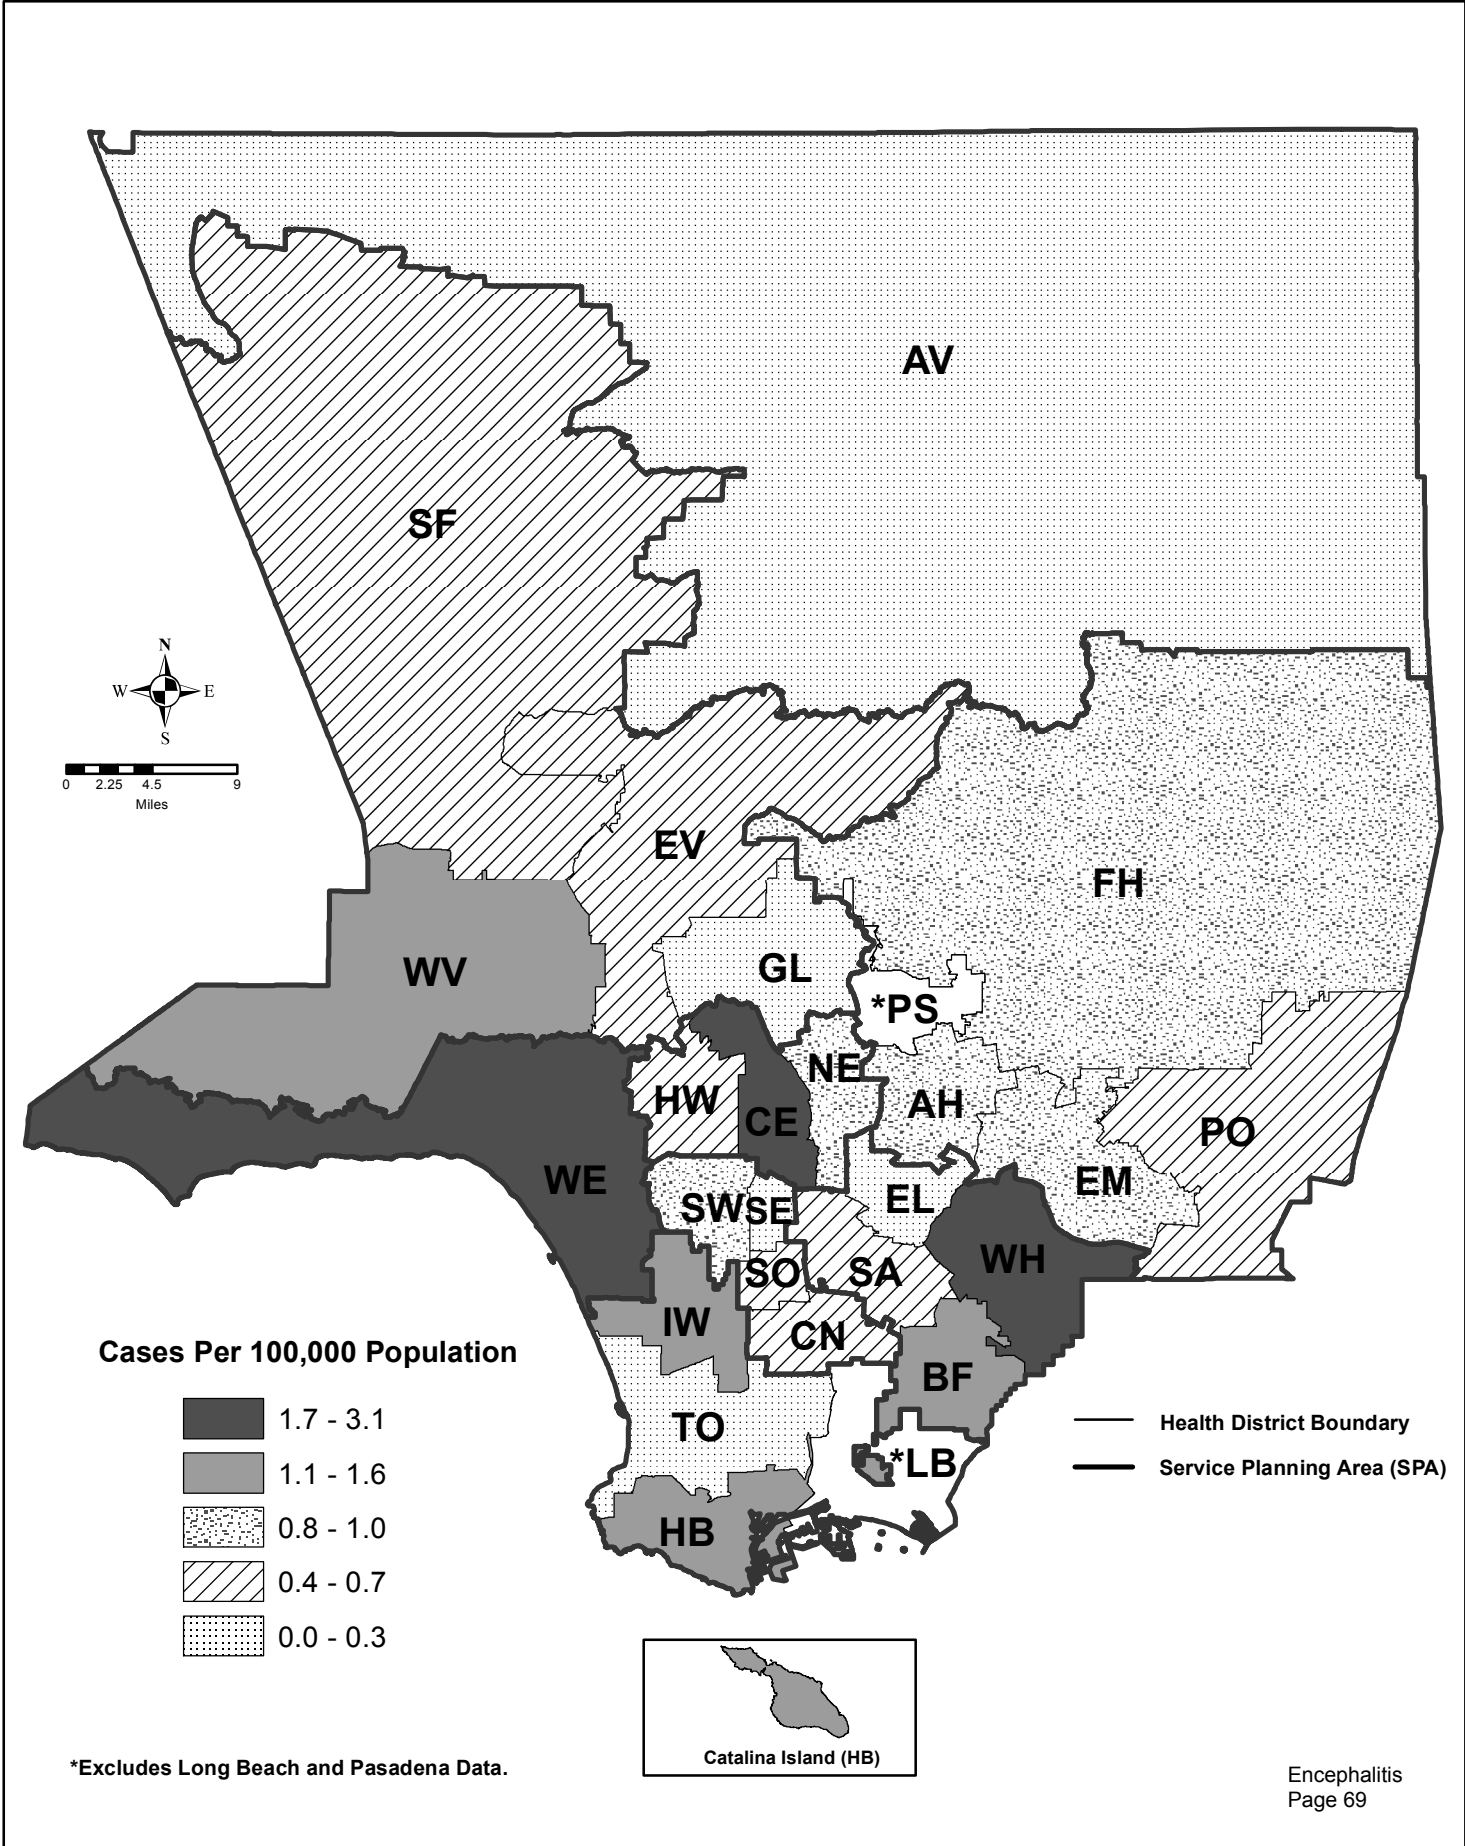 AV
SF
N
W E
S
0 2.25 4.5 9
Miles
EV
FH
GL
WV
*PS
NE
HW
AH
CE
PO
WE
EM
EL
SW
SE
WH
SO
SA
IW
CN
BF
TO
*LB
HB
Cases Per 100,000 Population
1.7 - 3.1
1.1 - 1.6
0.8 - 1.0
0.4 - 0.7
0.0 - 0.3
Health District Boundary
Service Planning Area (SPA)
Catalina Island (HB)
*Excludes Long Beach and Pasadena Data.
Encephalitis
Page 69